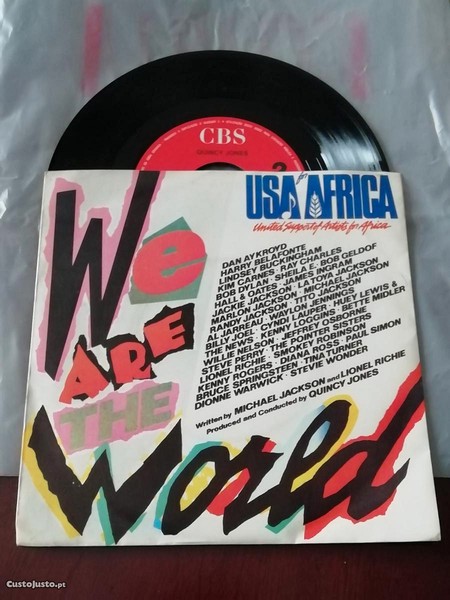 CBS
QUINCY JONES
2
We
ARE
THE
World
USA for AFRICA
United Support of Artists for Africa
DAN AYKROYD
HARRY BELAFONTE
LINDSEY BUCKINGHAM
KIM CARNES · RAY CHARLES
BOB DYLAN · SHEILA E. · BOB GELDOF
HALL & OATES · JAMES INGRAM
JACKIE JACKSON · LA TOYA JACKSON
MARLON JACKSON · MICHAEL JACKSON
RANDY JACKSON · TITO JACKSON
AL JARREAU · WAYLON JENNINGS
BILLY JOEL · CYNDI LAUPER · HUEY LEWIS &
THE NEWS · KENNY LOGGINS · BETTE MIDLER
WILLIE NELSON · JEFFREY OSBORNE
STEVE PERRY · THE POINTER SISTERS
LIONEL RICHIE · SMOKEY ROBINSON
KENNY ROGERS · DIANA ROSS · PAUL SIMON
BRUCE SPRINGSTEEN · TINA TURNER
DIONNE WARWICK · STEVIE WONDER
Written by MICHAEL JACKSON and LIONEL RICHIE
Produced and Conducted by QUINCY JONES
CustoJusto.pt